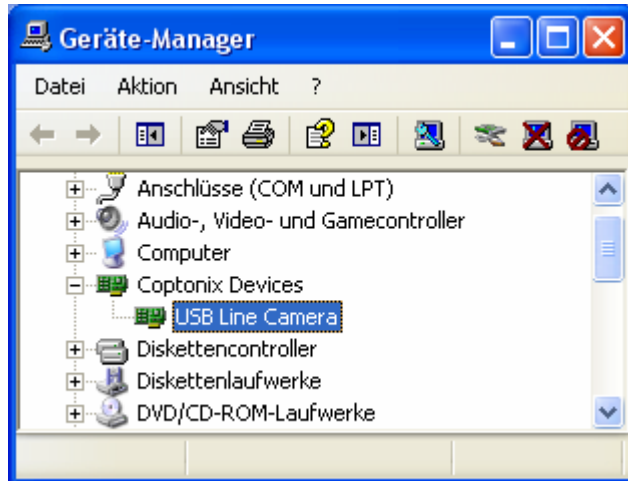 Geräte-Manager
Datei Aktion Ansicht ?
Anschlüsse (COM und LPT)
Audio-, Video- und Gamecontroller
Computer
Coptonix Devices
USB Line Camera
Diskettencontroller
Diskettenlaufwerke
DVD/CD-ROM-Laufwerke